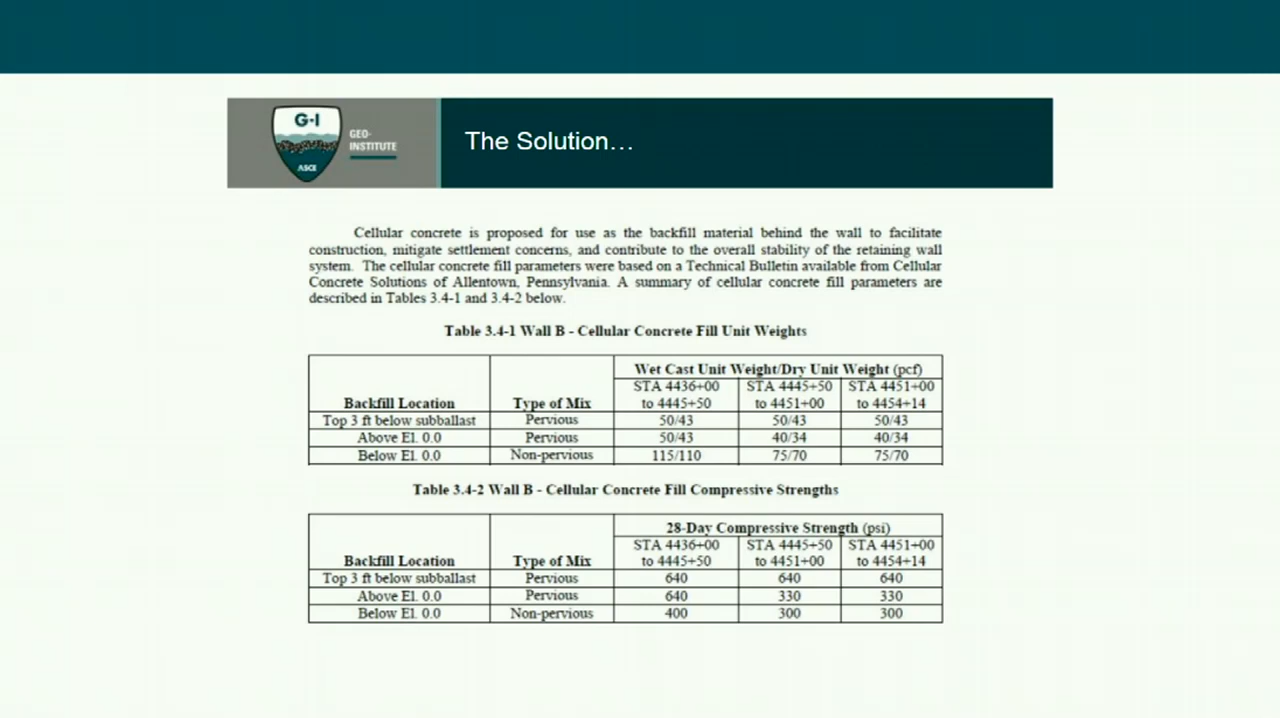 G-I
GEO-
INSTITUTE
ASCE
The Solution…
Cellular concrete is proposed for use as the backfill material behind the wall to facilitate
construction, mitigate settlement concerns, and contribute to the overall stability of the retaining wall
system. The cellular concrete fill parameters were based on a Technical Bulletin available from Cellular
Concrete Solutions of Allentown, Pennsylvania. A summary of cellular concrete fill parameters are
described in Tables 3.4-1 and 3.4-2 below.
Table 3.4-1 Wall B - Cellular Concrete Fill Unit Weights
Wet Cast Unit Weight/Dry Unit Weight (pcf)
STA 4436+00 STA 4445+50 STA 4451+00
Backfill Location Type of Mix to 4445+50 to 4451+00 to 4454+14
Top 3 ft below subballast Pervious 50/43 50/43 50/43
Above El. 0.0 Pervious 50/43 40/34 40/34
Below El. 0.0 Non-pervious 115/110 75/70 75/70
Table 3.4-2 Wall B - Cellular Concrete Fill Compressive Strengths
28-Day Compressive Strength (psi)
STA 4436+00 STA 4445+50 STA 4451+00
Backfill Location Type of Mix to 4445+50 to 4451+00 to 4454+14
Top 3 ft below subballast Pervious 640 640 640
Above El. 0.0 Pervious 640 330 330
Below El. 0.0 Non-pervious 400 300 300